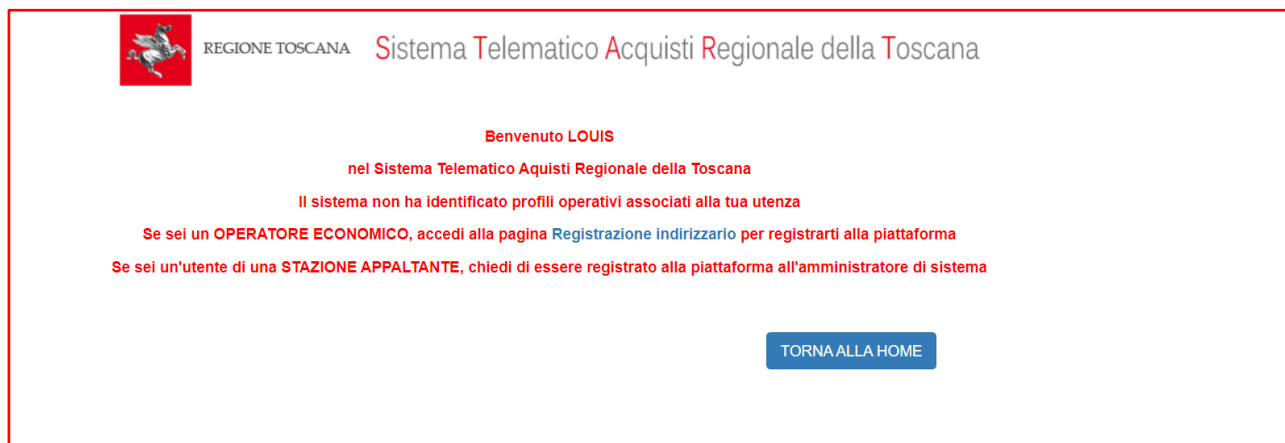 REGIONE TOSCANA Sistema Telematico Acquisti Regionale della Toscana
Benvenuto LOUIS
nel Sistema Telematico Aquisti Regionale della Toscana
Il sistema non ha identificato profili operativi associati alla tua utenza
Se sei un OPERATORE ECONOMICO, accedi alla pagina Registrazione indirizzario per registrarti alla piattaforma
Se sei un'utente di una STAZIONE APPALTANTE, chiedi di essere registrato alla piattaforma all'amministratore di sistema
TORNA ALLA HOME